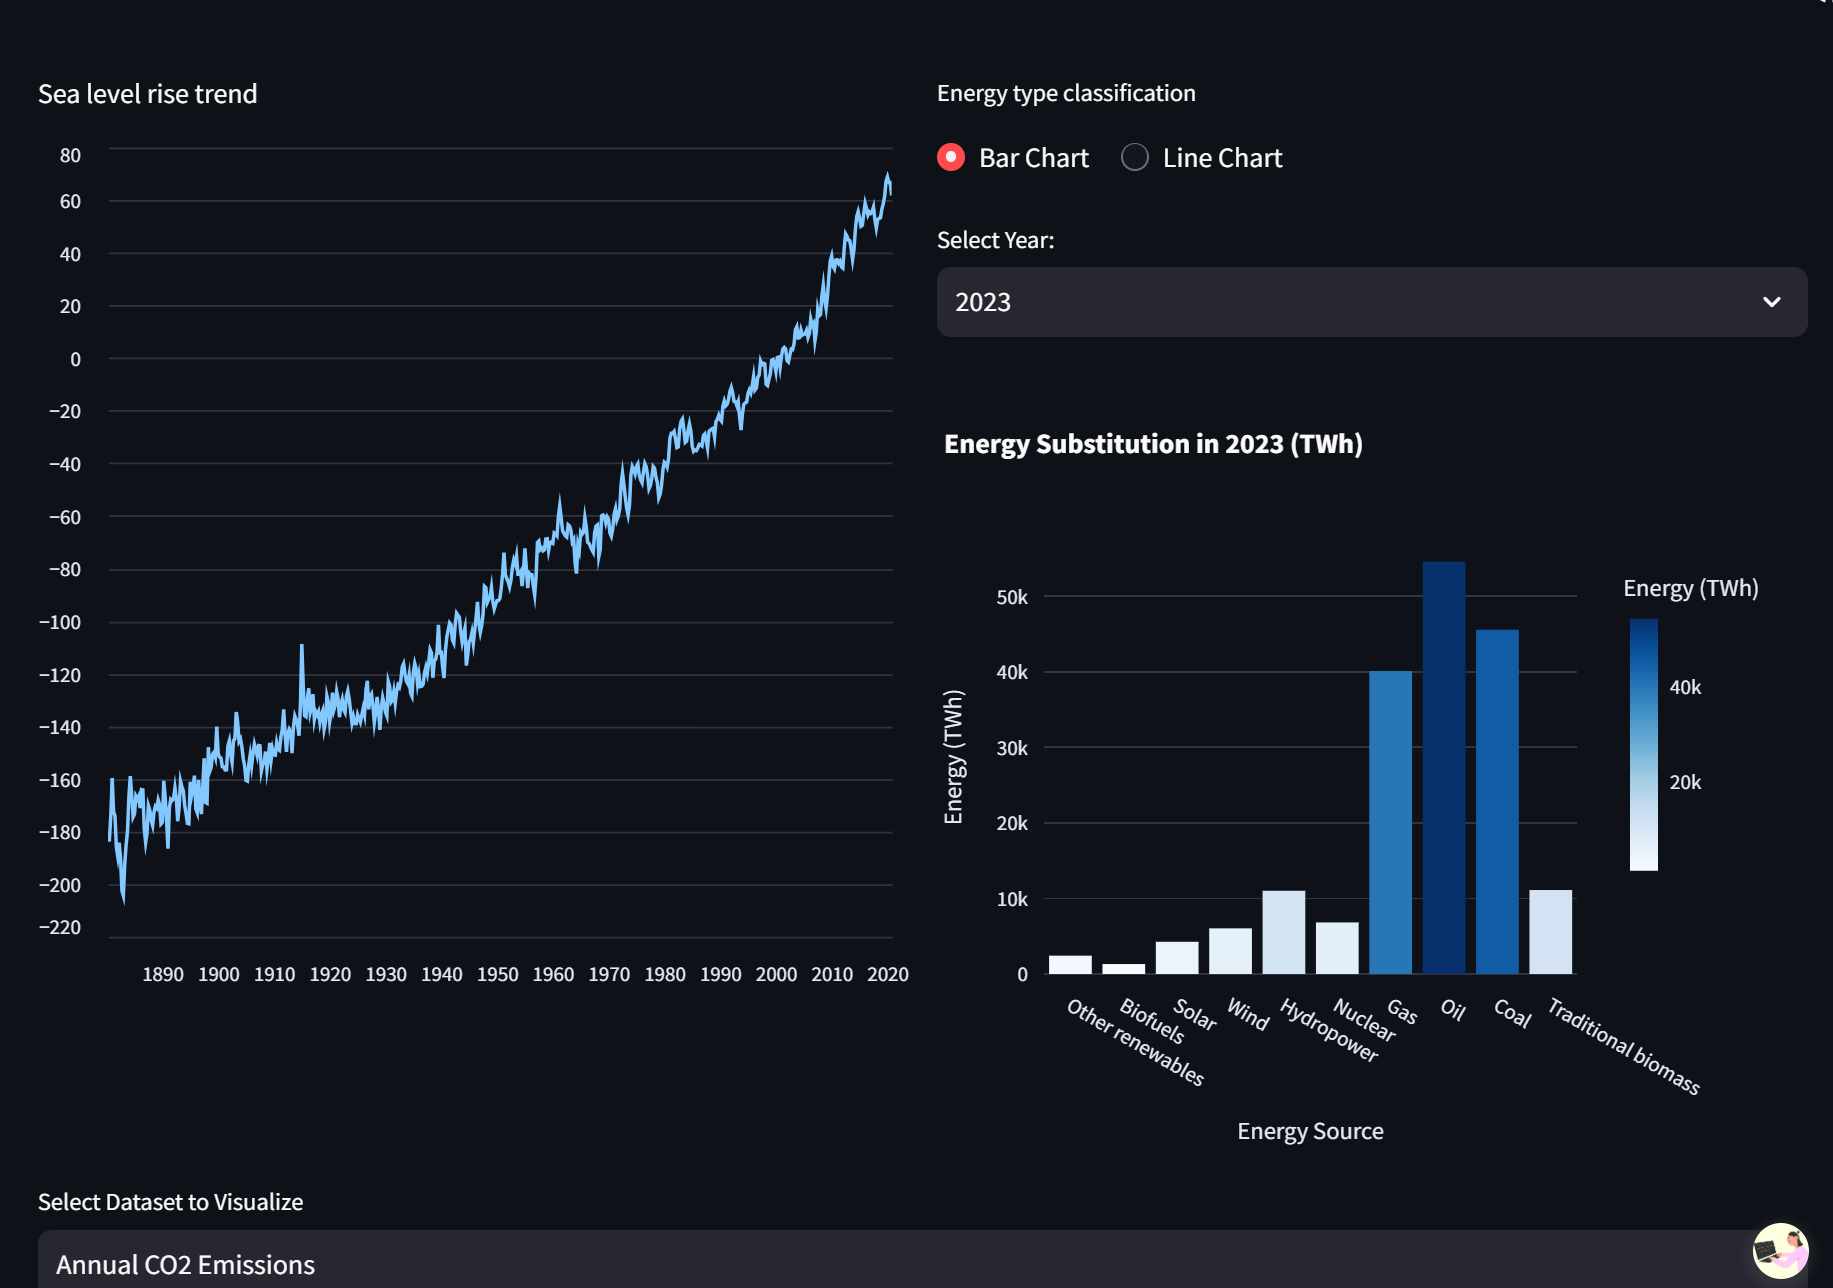 Sea level rise trend
80
60
40
20
0
−20
−40
−60
−80
−100
−120
−140
−160
−180
−200
−220
1890 1900 1910 1920 1930 1940 1950 1960 1970 1980 1990 2000 2010 2020
Energy type classification
Bar Chart Line Chart
Select Year:
2023
Energy Substitution in 2023 (TWh)
Energy (TWh)
50k
40k
30k
20k
10k
0
Other renewables
Biofuels
Solar
Wind
Hydropower
Nuclear
Gas
Oil
Coal
Traditional biomass
Energy Source
Energy (TWh)
40k
20k
Select Dataset to Visualize
Annual CO2 Emissions